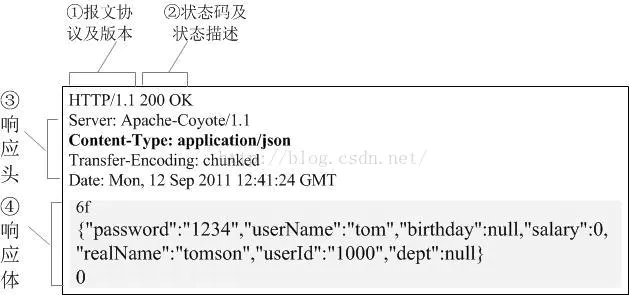 ①报文协
议及版本
②状态码及
状态描述
③
响
应
头
HTTP/1.1 200 OK
Server: Apache-Coyote/1.1
Content-Type: application/json
Transfer-Encoding: chunked
http://blog.csdn.net/
Date: Mon, 12 Sep 2011 12:41:24 GMT
④
响
应
体
6f
{"password":"1234","userName":"tom","birthday":null,"salary":0,
"realName":"tomson","userId":"1000","dept":null}
0